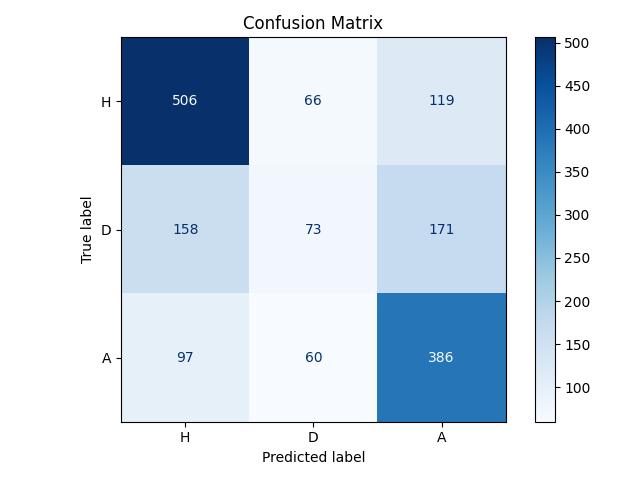 Confusion Matrix
True label
H 506 66 119
D 158 73 171
A 97 60 386
H D A
Predicted label
500
450
400
350
300
250
200
150
100